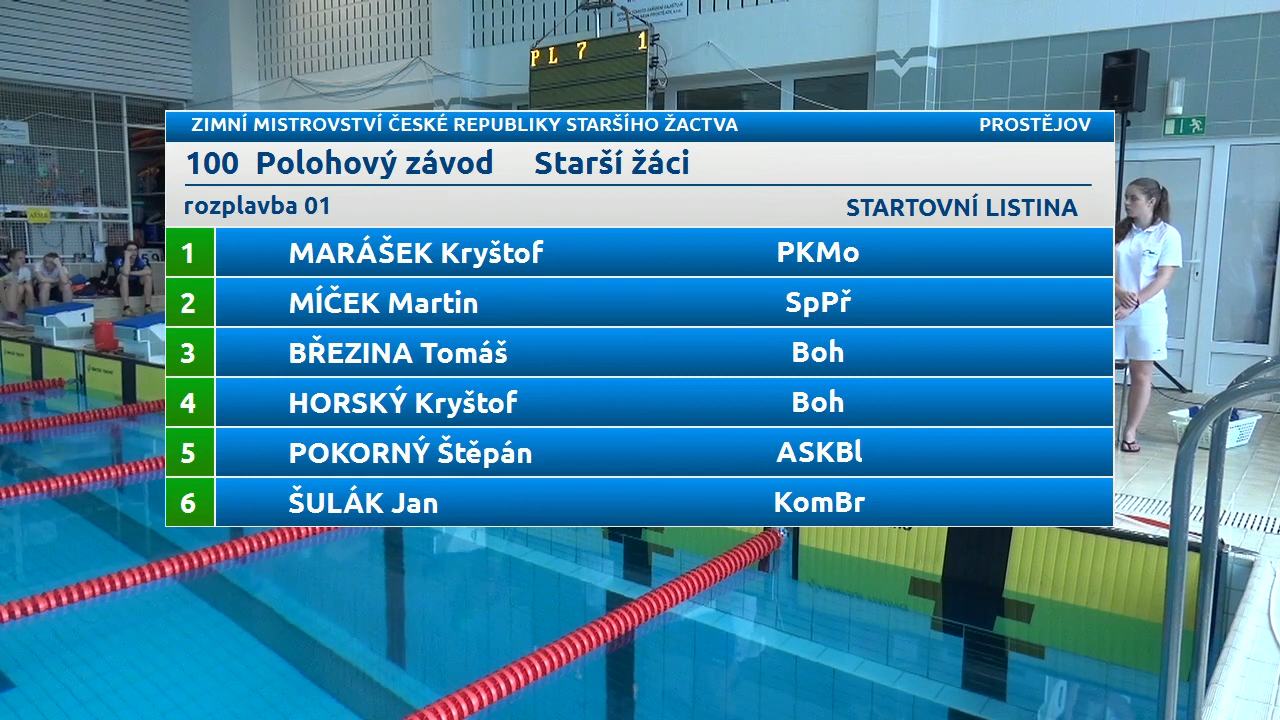 PL 7 1
ZIMNÍ MISTROVSTVÍ ČESKÉ REPUBLIKY STARŠÍHO ŽACTVA PROSTĚJOV
100 Polohový závod Starší žáci
rozplavba 01 STARTOVNÍ LISTINA
1 MARÁŠEK Kryštof PKMo
2 MÍČEK Martin SpPř
3 BŘEZINA Tomáš Boh
4 HORSKÝ Kryštof Boh
5 POKORNÝ Štěpán ASKBl
6 ŠULÁK Jan KomBr
1